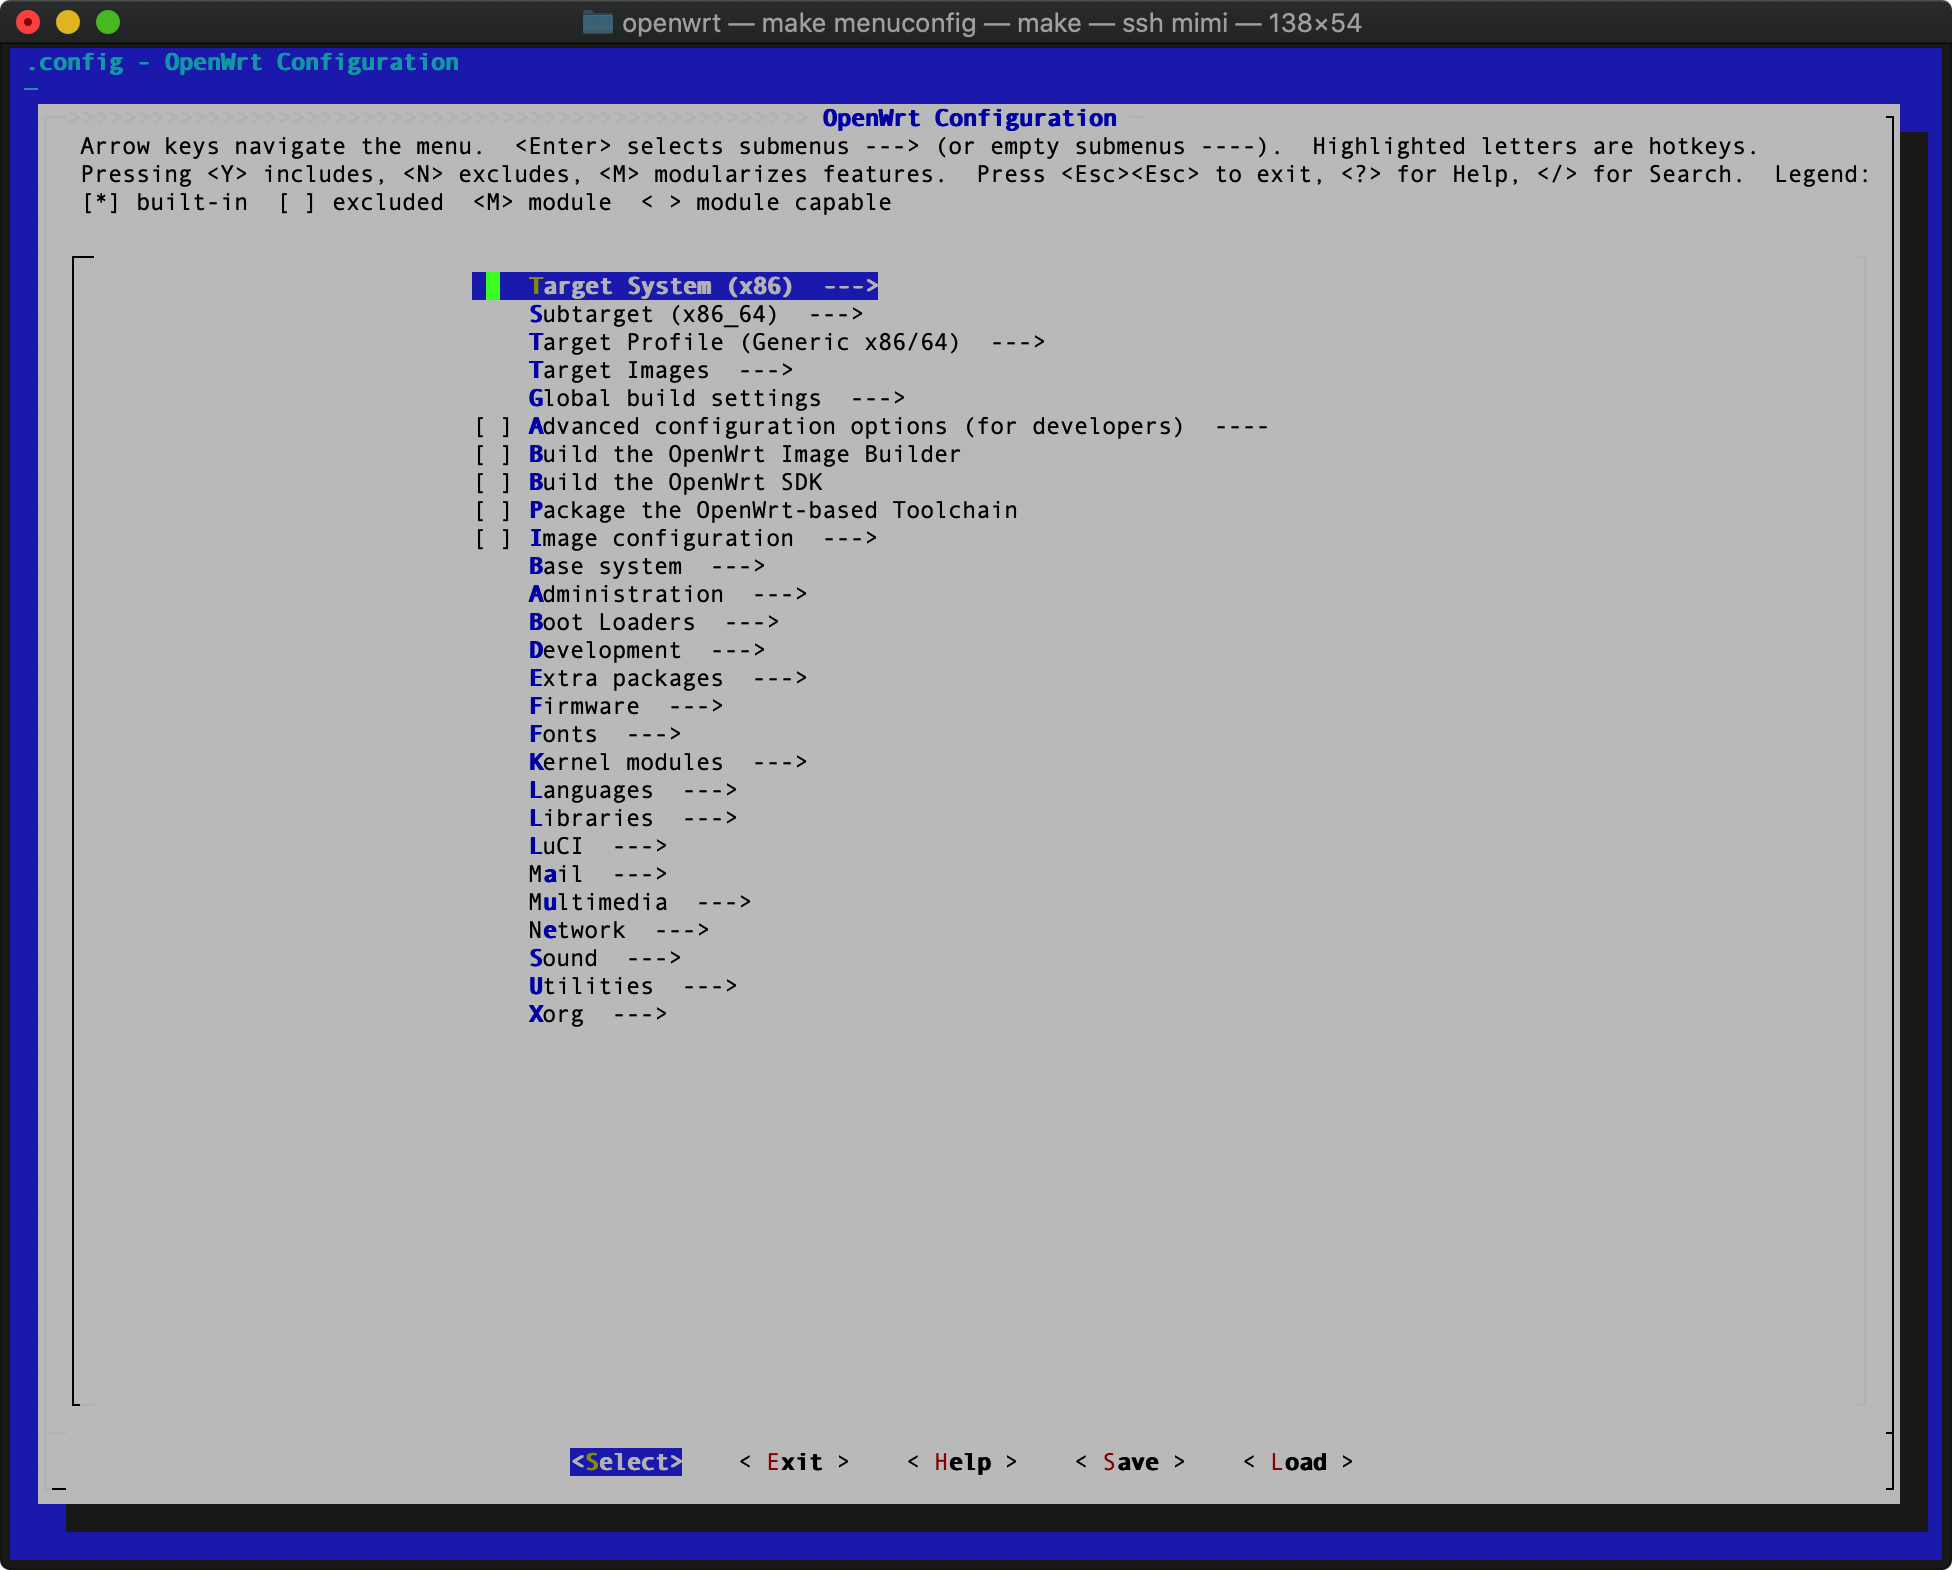 openwrt — make menuconfig — make — ssh mimi — 138×54
.config - OpenWrt Configuration
OpenWrt Configuration
Arrow keys navigate the menu.  <Enter> selects submenus ---> (or empty submenus ----).  Highlighted letters are hotkeys.
Pressing <Y> includes, <N> excludes, <M> modularizes features.  Press <Esc><Esc> to exit, <?> for Help, </> for Search.  Legend:
[*] built-in  [ ] excluded  <M> module  < > module capable
Target System (x86)  --->
Subtarget (x86_64)  --->
Target Profile (Generic x86/64)  --->
Target Images  --->
Global build settings  --->
[ ] Advanced configuration options (for developers)  ----
[ ] Build the OpenWrt Image Builder
[ ] Build the OpenWrt SDK
[ ] Package the OpenWrt-based Toolchain
[ ] Image configuration  --->
Base system  --->
Administration  --->
Boot Loaders  --->
Development  --->
Extra packages  --->
Firmware  --->
Fonts  --->
Kernel modules  --->
Languages  --->
Libraries  --->
LuCI  --->
Mail  --->
Multimedia  --->
Network  --->
Sound  --->
Utilities  --->
Xorg  --->
<Select>    < Exit >    < Help >    < Save >    < Load >